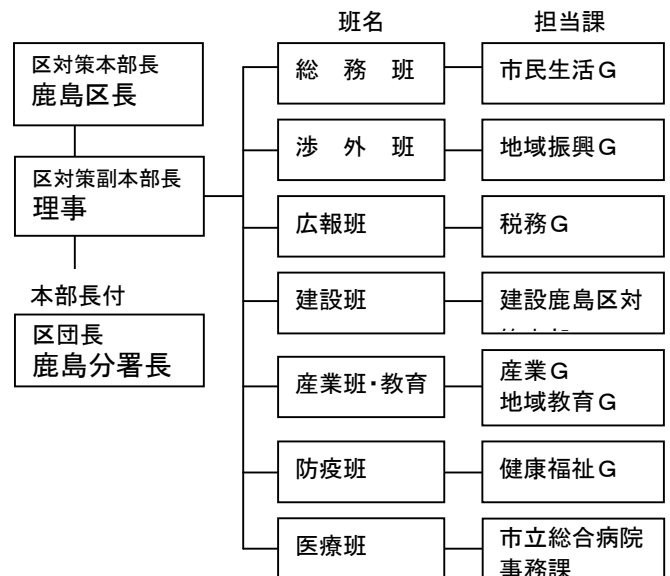 班名
担当課
区対策本部長
鹿島区長
区対策副本部長
理事
本部長付
区団長
鹿島分署長
総　務　班
市民生活Ｇ
渉　外　班
地域振興Ｇ
広報班
税務Ｇ
建設班
建設鹿島区対
産業班・教育
産業Ｇ
地域教育Ｇ
防疫班
健康福祉Ｇ
医療班
市立総合病院
事務課